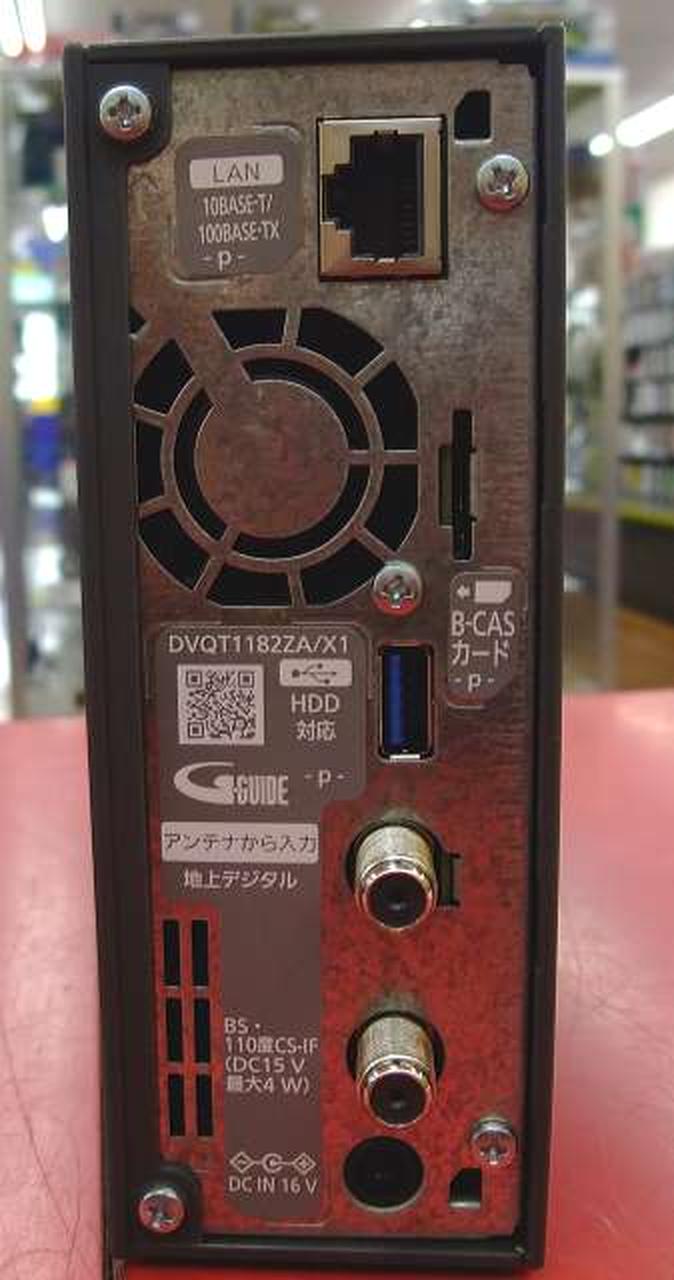 LAN
10BASE-T/
100BASE-TX
-p-
B-CAS
カード
-p-
DVQT1182ZA/X1
HDD
対応
G-GUIDE
-p-
アンテナから入力
地上デジタル
BS・
110度CS-IF
(DC15 V
最大4 W)
DC IN 16 V